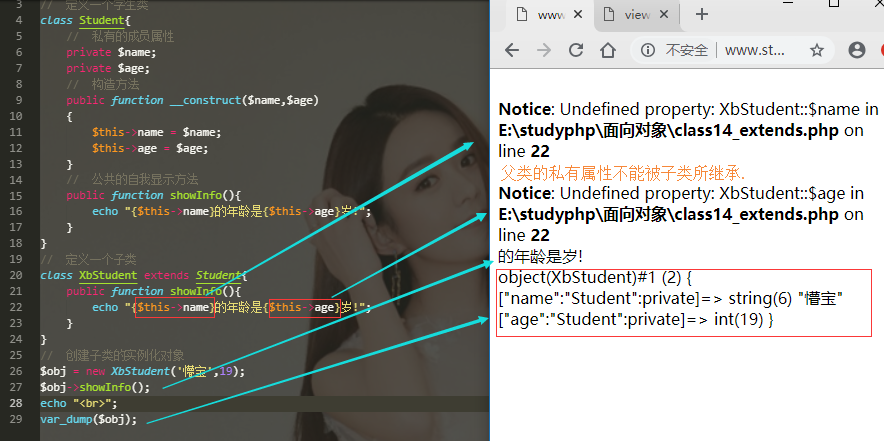 3 // 定义一个学生类
4 class Student{
5 // 私有的成员属性
6 private $name;
7 private $age;
8 // 构造方法
9 public function __construct($name,$age)
10 {
11 $this->name = $name;
12 $this->age = $age;
13 }
14 // 公共的自我显示方法
15 public function showInfo(){
16 echo "{$this->name}的年龄是{$this->age}岁!";
17 }
18 }
19 // 定义一个子类
20 class XbStudent extends Student{
21 public function showInfo(){
22 echo "{$this->name}的年龄是{$this->age}岁!";
23 }
24 }
25 // 创建子类的实例化对象
26 $obj = new XbStudent('懵宝',19);
27 $obj->showInfo();
28 echo "<br>";
29 var_dump($obj);
www
view
不安全
www.st...
Notice: Undefined property: XbStudent::$name in
E:\studyphp\面向对象\class14_extends.php on
line 22
父类的私有属性不能被子类所继承.
Notice: Undefined property: XbStudent::$age in
E:\studyphp\面向对象\class14_extends.php on
line 22
的年龄是岁!
object(XbStudent)#1 (2) {
["name":"Student":private]=> string(6) "懵宝"
["age":"Student":private]=> int(19) }